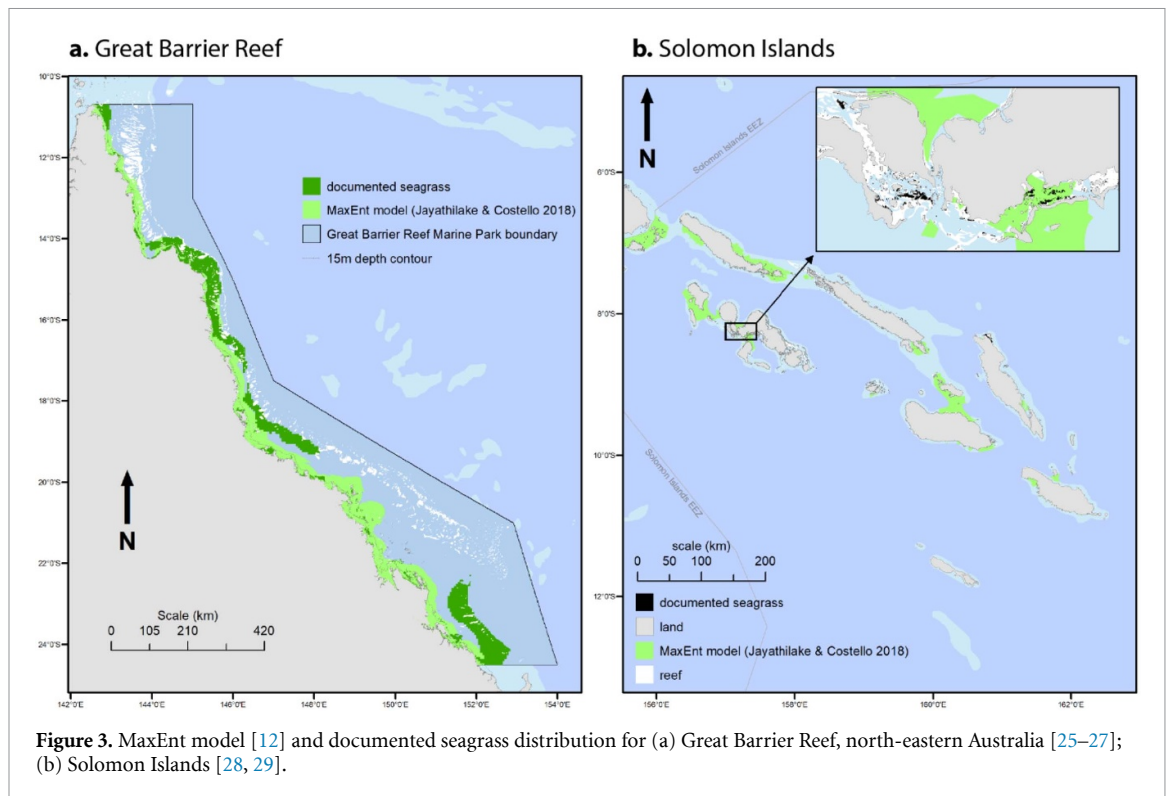 a. Great Barrier Reef
10°0'S
12°0'S
14°0'S
16°0'S
18°0'S
20°0'S
22°0'S
24°0'S
documented seagrass
MaxEnt model (Jayathilake & Costello 2018)
Great Barrier Reef Marine Park boundary
15m depth contour
N
Scale (km)
0 105 210 420
142°0'E 144°0'E 146°0'E 148°0'E 150°0'E 152°0'E 154°0'E
b. Solomon Islands
N
Solomon Islands EEZ
6°0'S
8°0'S
10°0'S
12°0'S
Solomon Islands EEZ
scale (km)
0 50 100 200
documented seagrass
land
MaxEnt model (Jayathilake & Costello 2018)
reef
156°0'E 158°0'E 160°0'E 162°0'E
Figure 3. MaxEnt model [12] and documented seagrass distribution for (a) Great Barrier Reef, north-eastern Australia [25–27];
(b) Solomon Islands [28, 29].